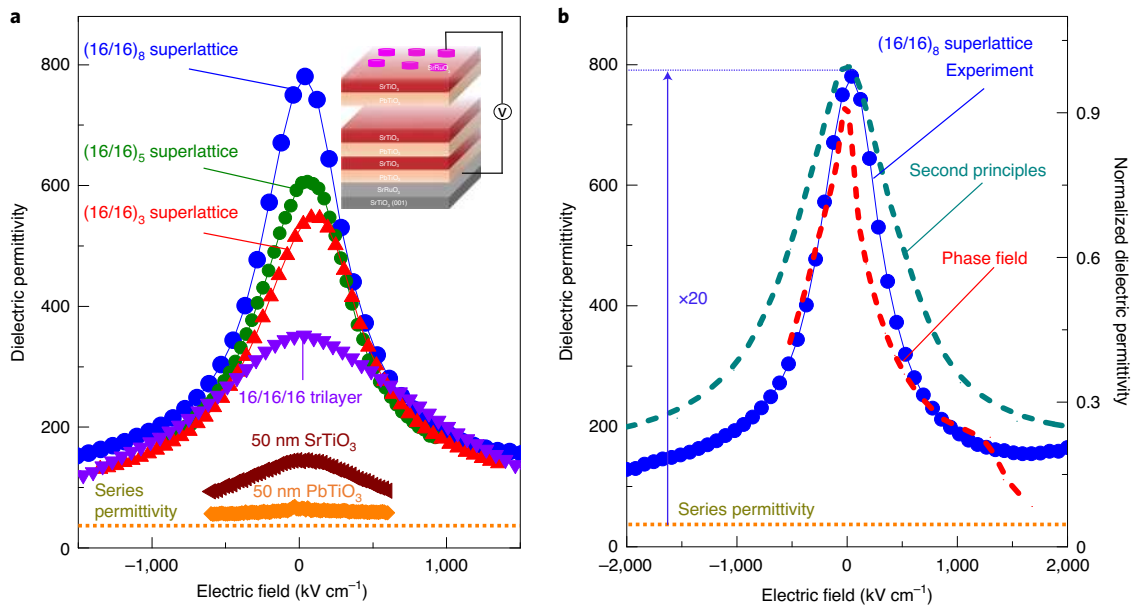 a
(16/16)8 superlattice
(16/16)5 superlattice
(16/16)3 superlattice
16/16/16 trilayer
50 nm SrTiO3
50 nm PbTiO3
Series
permittivity
Dielectric permittivity
800
600
400
200
0
−1,000
0
1,000
Electric field (kV cm−1)
SrRuO3
SrTiO3
PbTiO3
SrTiO3
PbTiO3
SrTiO3
PbTiO3
SrRuO3
SrTiO3 (001)
V
b
(16/16)8 superlattice
Experiment
Second principles
Phase field
×20
Series permittivity
Dielectric permittivity
800
600
400
200
0
−2,000
−1,000
0
1,000
2,000
Electric field (kV cm−1)
0.9
0.6
0.3
0
Normalized dielectric permittivity